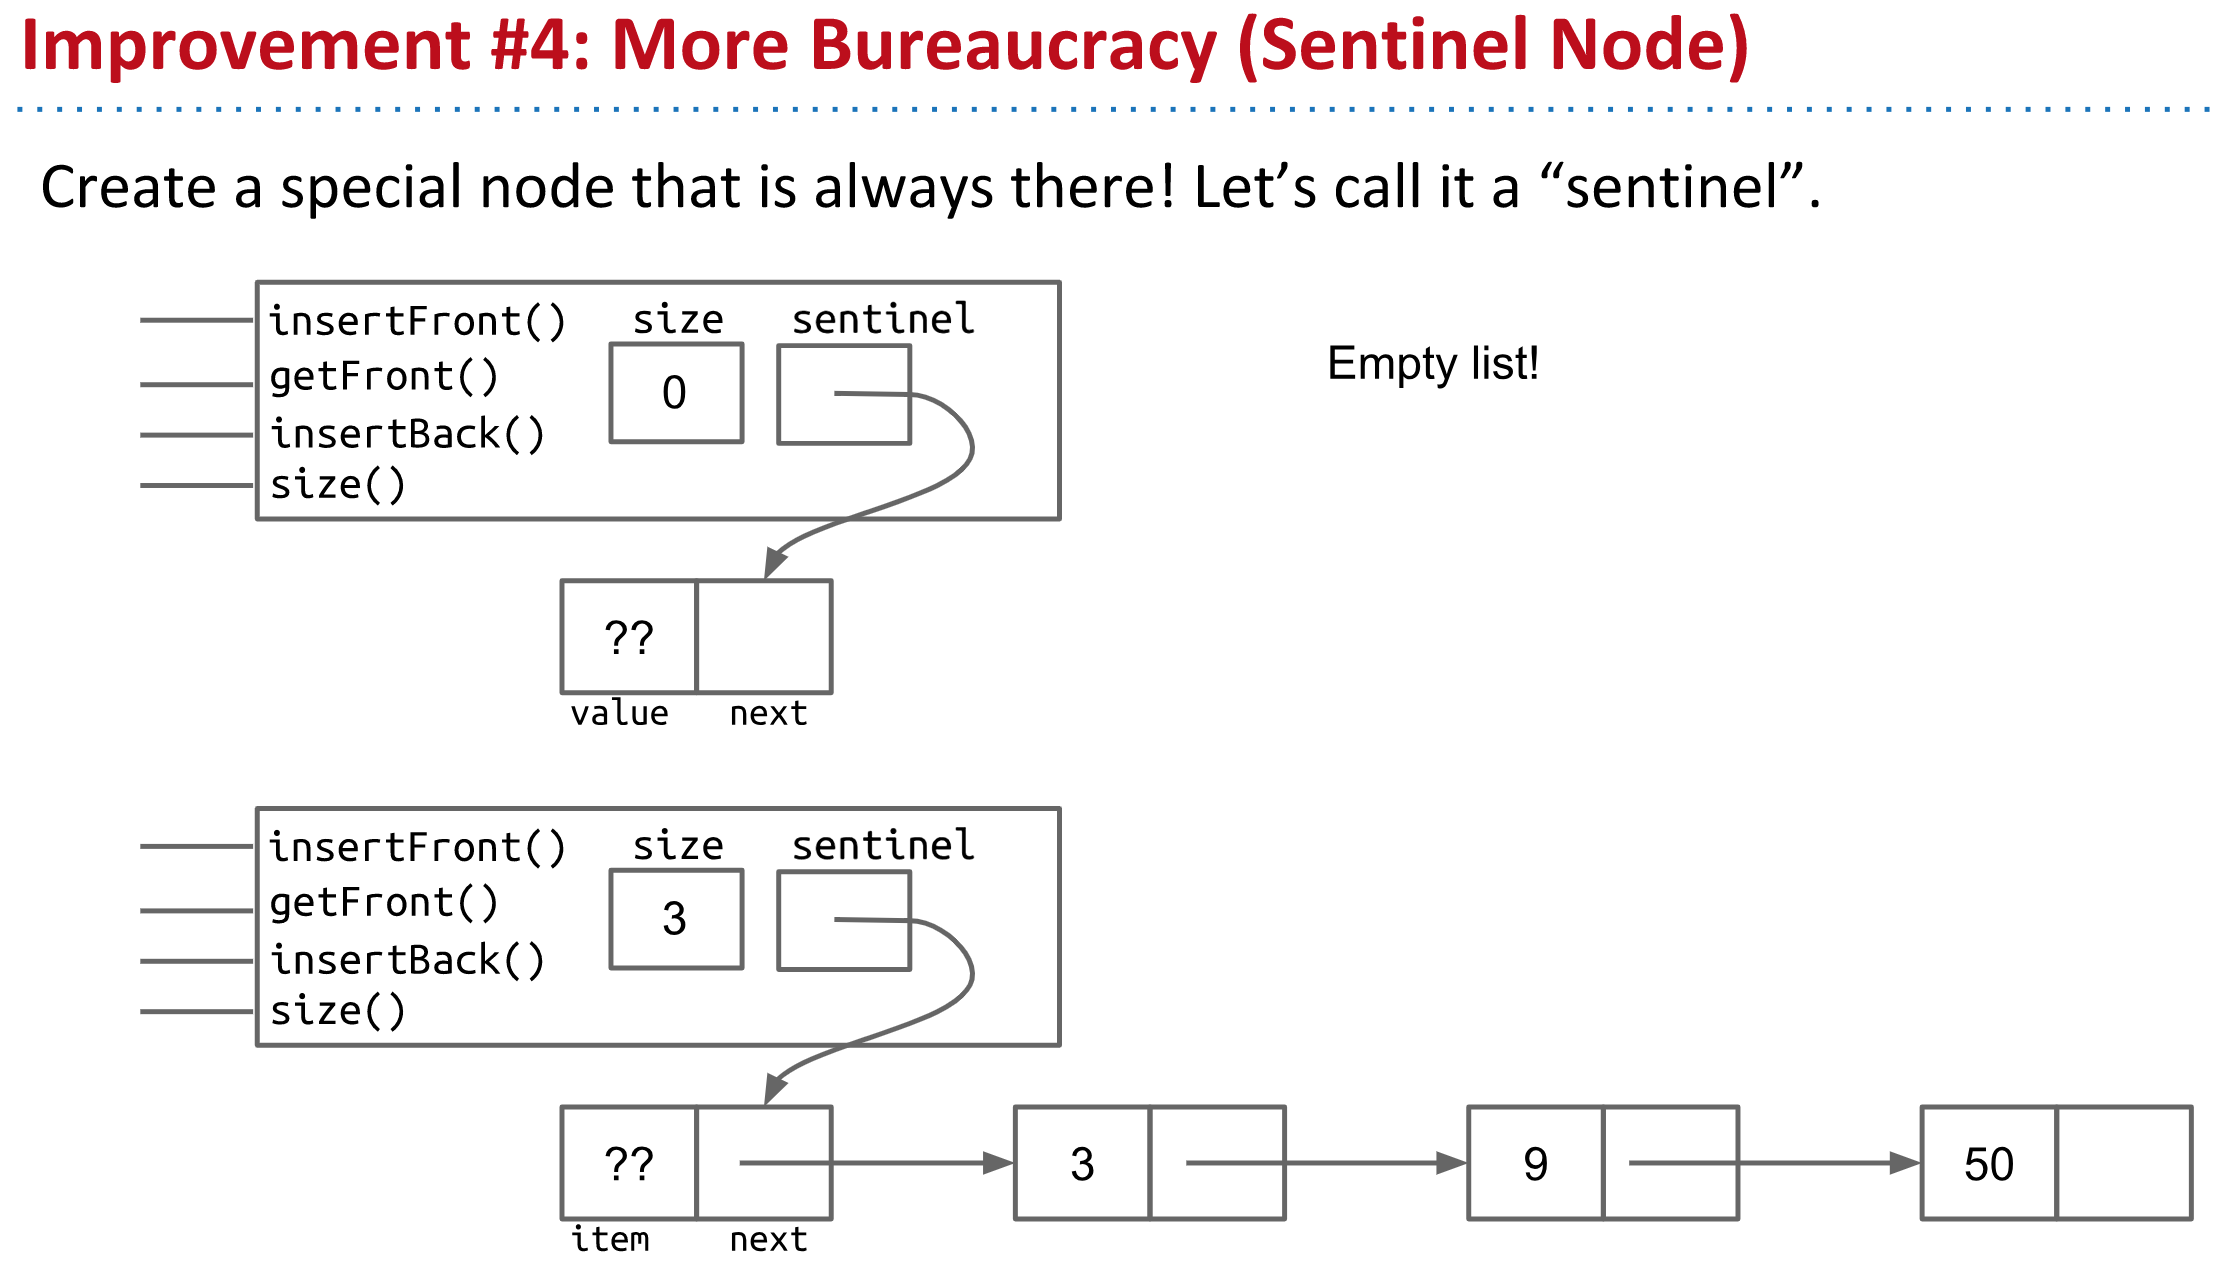 Improvement #4: More Bureaucracy (Sentinel Node)
Create a special node that is always there! Let’s call it a “sentinel”.
insertFront() size sentinel
getFront() 0
insertBack()
size()
Empty list!
??
value next
insertFront() size sentinel
getFront() 3
insertBack()
size()
?? 3 9 50
item next